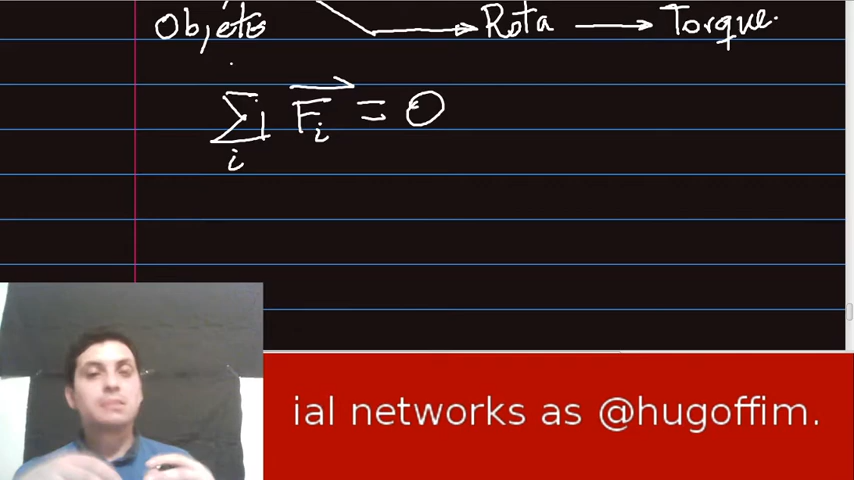 Objetos → Rota → Torque.
∑ᵢ F⃗ᵢ = 0
ial networks as @hugoffim.